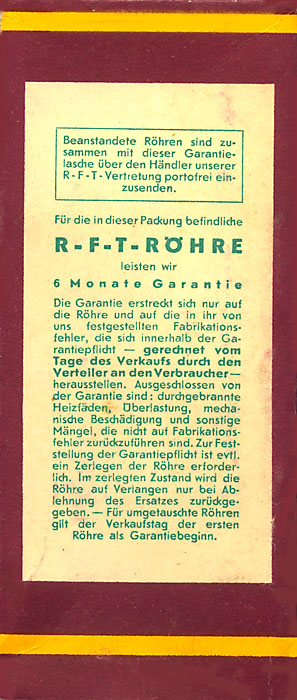 Beanstandete Röhren sind zu-
sammen mit dieser Garantie-
lasche über den Händler unserer
R-F-T-Vertretung portofrei ein-
zusenden.
Für die in dieser Packung befindliche
R-F-T-RÖHRE
leisten wir
6 Monate Garantie
Die Garantie erstreckt sich nur auf
die Röhre und auf die in ihr von
uns festgestellten Fabrikations-
fehler, die sich innerhalb der Ga-
rantiepflicht — gerechnet vom
Tage des Verkaufs durch den
Verteiler an den Verbraucher —
herausstellen. Ausgeschlossen von
der Garantie sind: durchgebrannte
Heizfäden, Überlastung, mecha-
nische Beschädigung und sonstige
Mängel, die nicht auf Fabrikations-
fehler zurückzuführen sind. Zur Fest-
stellung der Garantiepflicht ist evtl.
ein Zerlegen der Röhre erforder-
lich. Im zerlegten Zustand wird die
Röhre auf Verlangen nur bei Ab-
lehnung des Ersatzes zurückge-
geben. — Für umgetauschte Röhren
gilt der Verkaufstag der ersten
Röhre als Garantiebeginn.